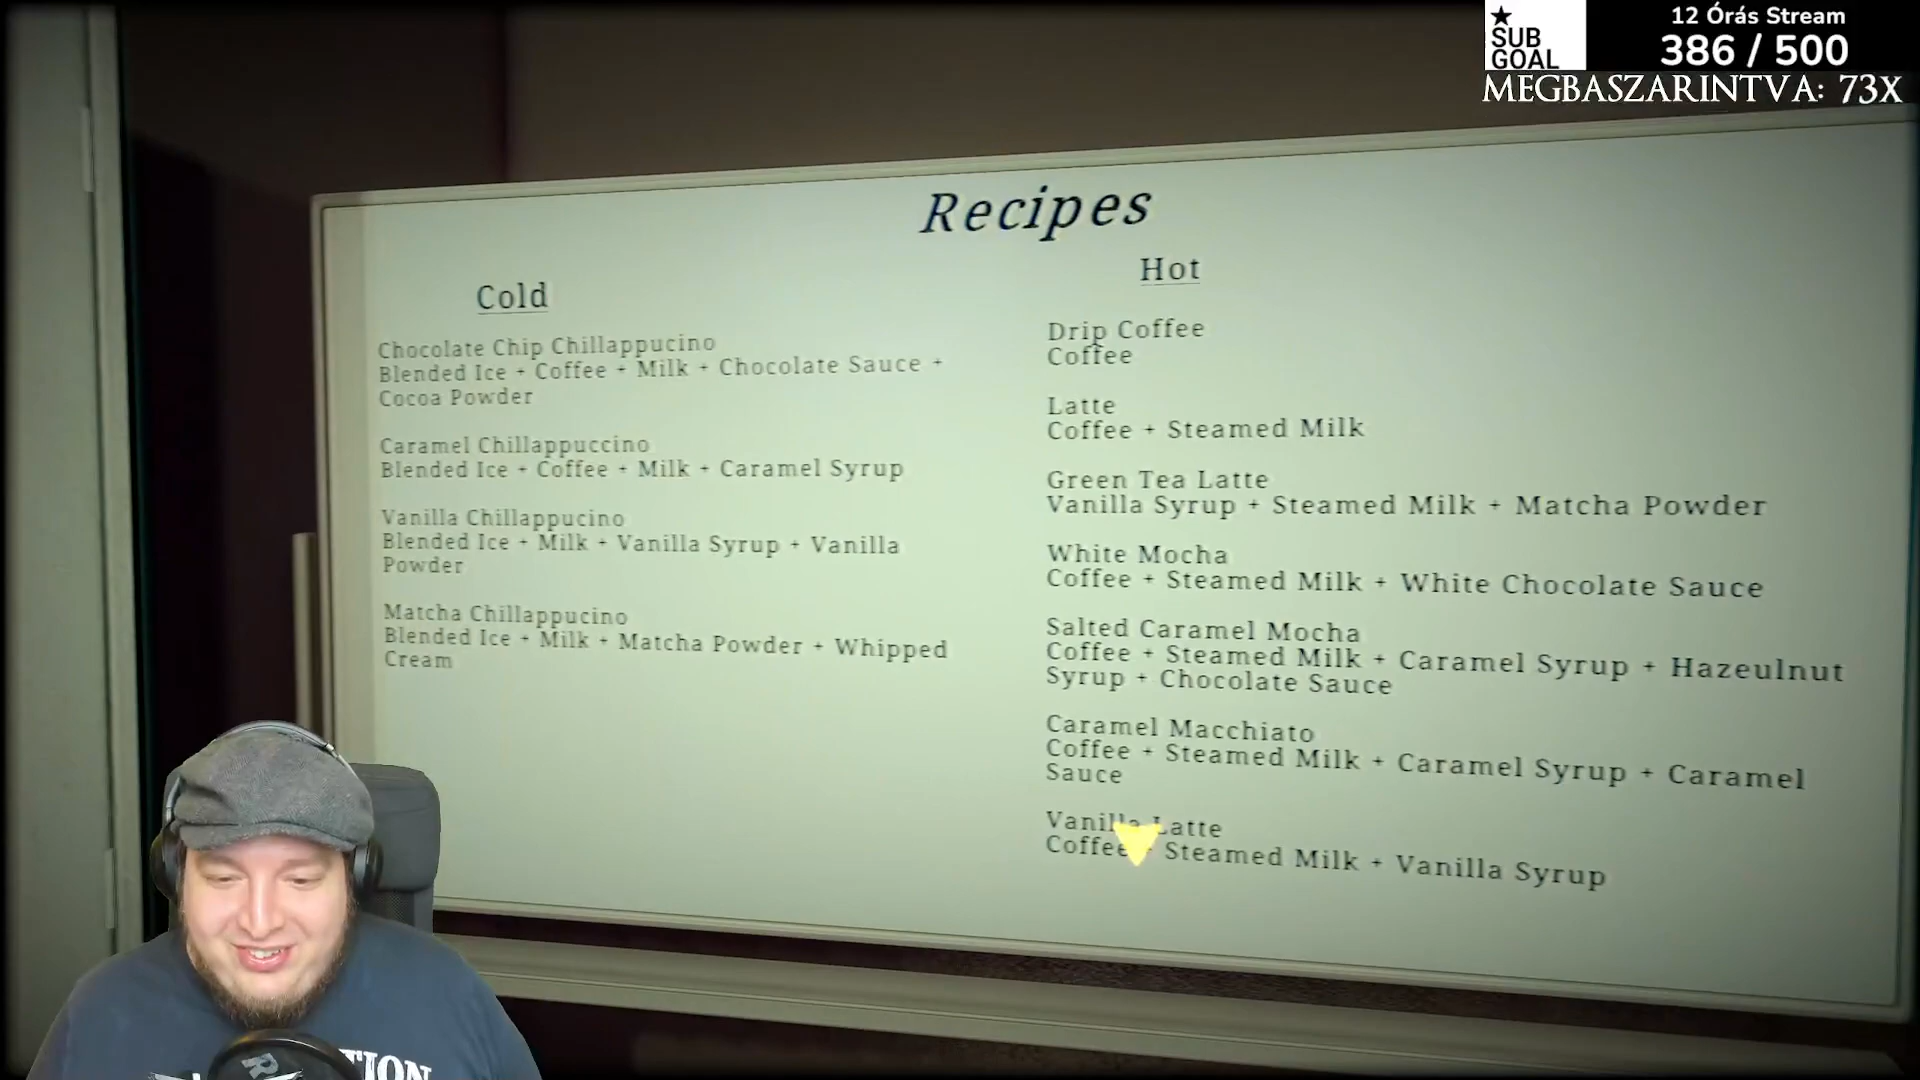 ★
SUB
GOAL
12 Órás Stream
386 / 500
MEGBASZARINTVA: 73X
Recipes
Cold
Chocolate Chip Chillappucino
Blended Ice + Coffee + Milk + Chocolate Sauce +
Cocoa Powder
Caramel Chillappuccino
Blended Ice + Coffee + Milk + Caramel Syrup
Vanilla Chillappucino
Blended Ice + Milk + Vanilla Syrup + Vanilla
Powder
Matcha Chillappucino
Blended Ice + Milk + Matcha Powder + Whipped
Cream
Hot
Drip Coffee
Coffee
Latte
Coffee + Steamed Milk
Green Tea Latte
Vanilla Syrup + Steamed Milk + Matcha Powder
White Mocha
Coffee + Steamed Milk + White Chocolate Sauce
Salted Caramel Mocha
Coffee + Steamed Milk + Caramel Syrup + Hazeulnut
Syrup + Chocolate Sauce
Caramel Macchiato
Coffee + Steamed Milk + Caramel Syrup + Caramel
Sauce
Vanilla Latte
Coffee + Steamed Milk + Vanilla Syrup